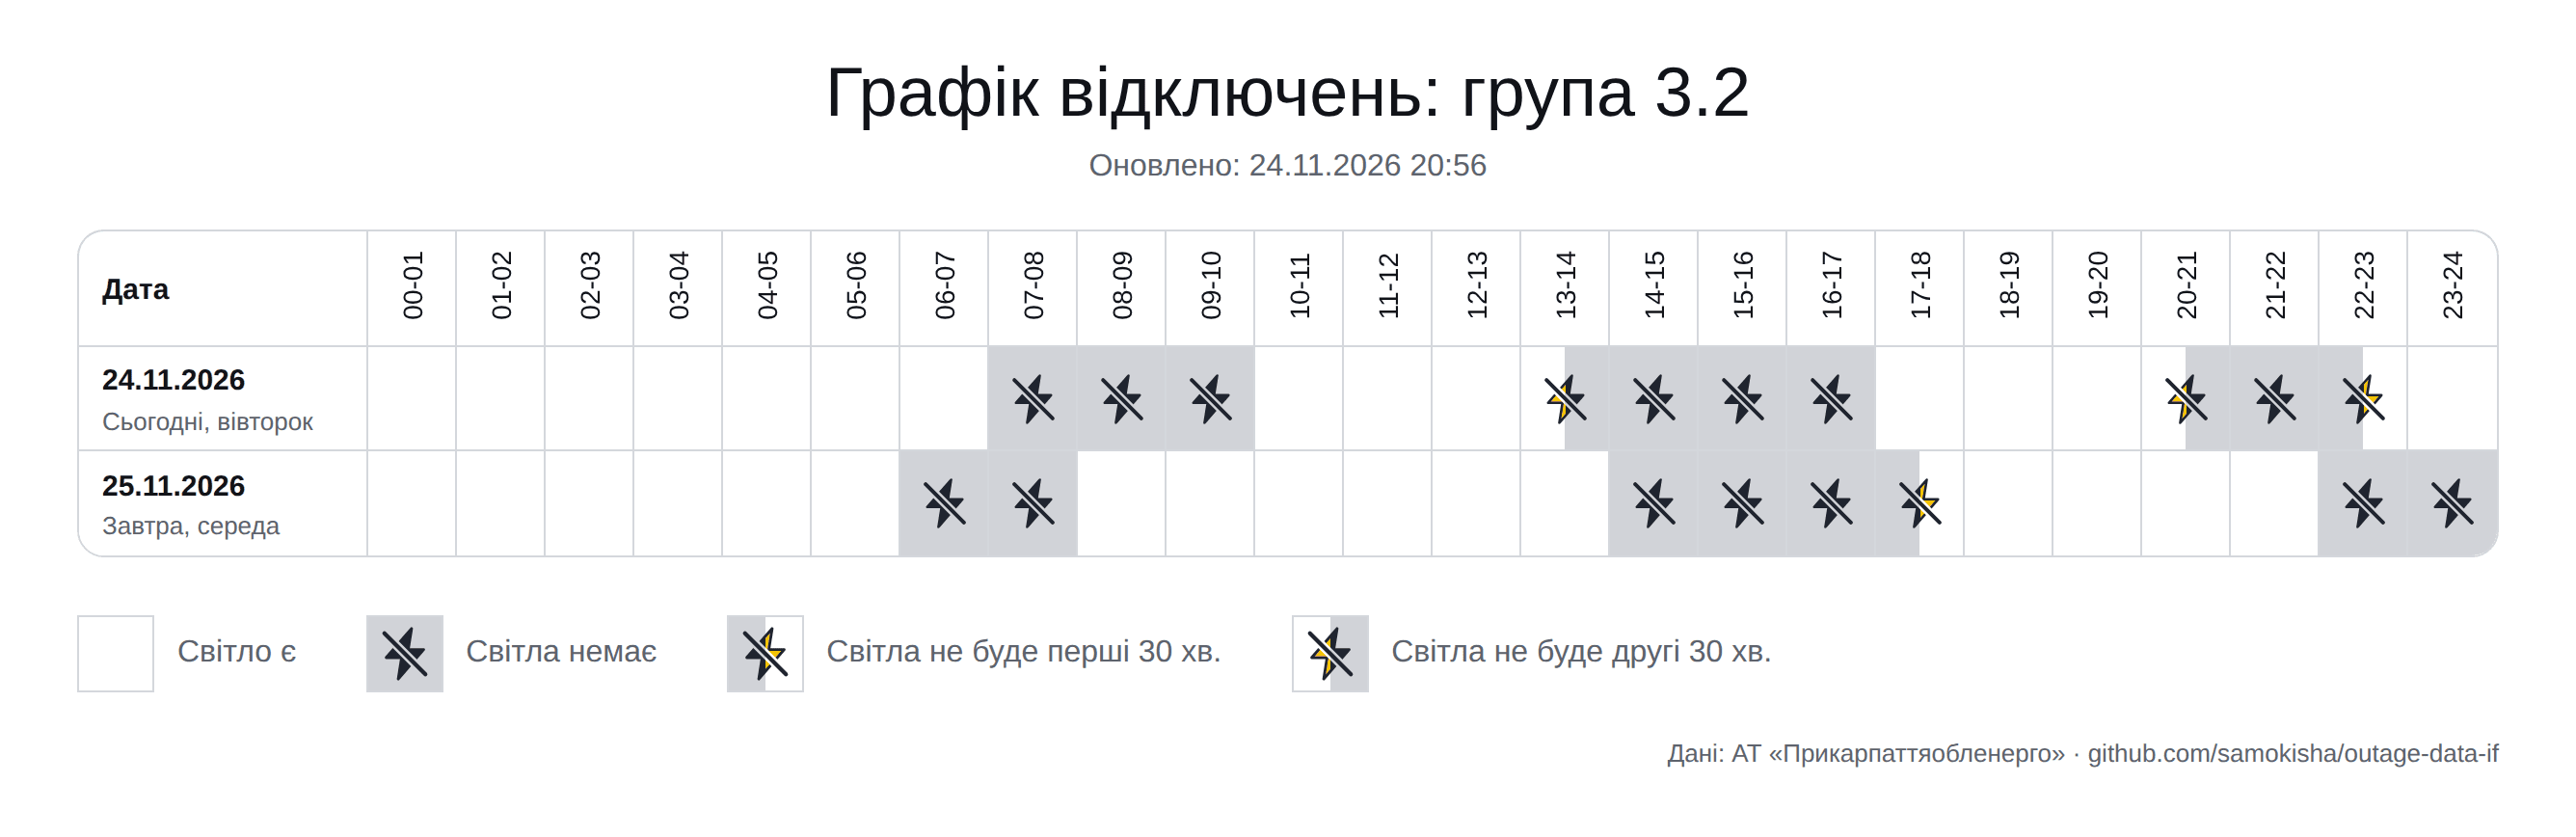 Графік відключень: група 3.2
Оновлено: 24.11.2026 20:56
Дата 00-01 01-02 02-03 03-04 04-05 05-06 06-07 07-08 08-09 09-10 10-11 11-12 12-13 13-14 14-15 15-16 16-17 17-18 18-19 19-20 20-21 21-22 22-23 23-24
24.11.2026
Сьогодні, вівторок
25.11.2026
Завтра, середа
Світло є Світла немає Світла не буде перші 30 хв. Світла не буде другі 30 хв.
Дані: АТ «Прикарпаттяобленерго» · github.com/samokisha/outage-data-if